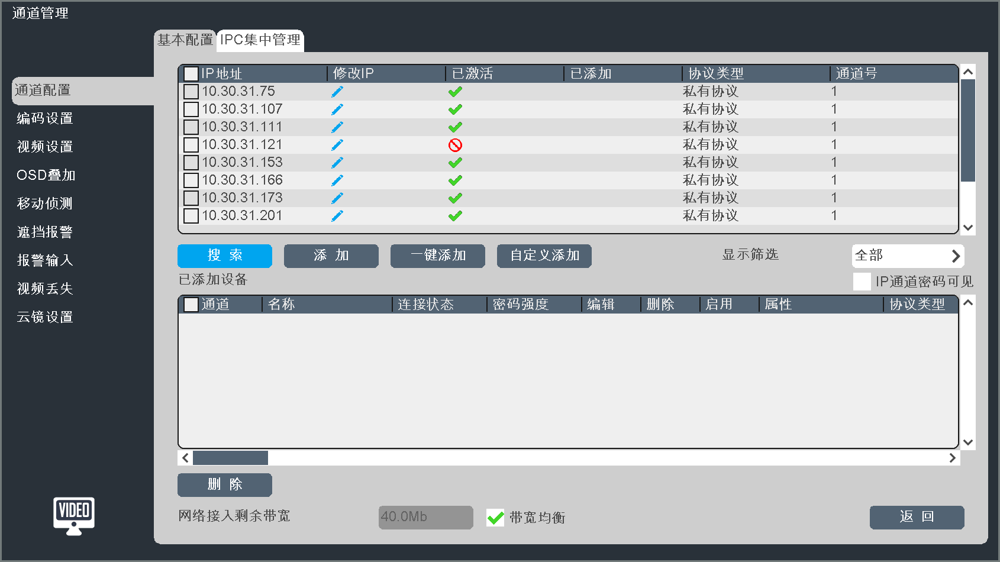 通道管理
基本配置 IPC集中管理
通道配置
编码设置
视频设置
OSD叠加
移动侦测
遮挡报警
报警输入
视频丢失
云镜设置
VIDEO
IP地址 修改IP 已激活 已添加 协议类型 通道号
10.30.31.75 私有协议 1
10.30.31.107 私有协议 1
10.30.31.111 私有协议 1
10.30.31.121 私有协议 1
10.30.31.153 私有协议 1
10.30.31.166 私有协议 1
10.30.31.173 私有协议 1
10.30.31.201 私有协议 1
搜 索 添 加 一键添加 自定义添加 显示筛选 全部
已添加设备 IP通道密码可见
通道 名称 连接状态 密码强度 编辑 删除 启用 属性 协议类型
删 除
网络接入剩余带宽 40.0Mb 带宽均衡 返 回